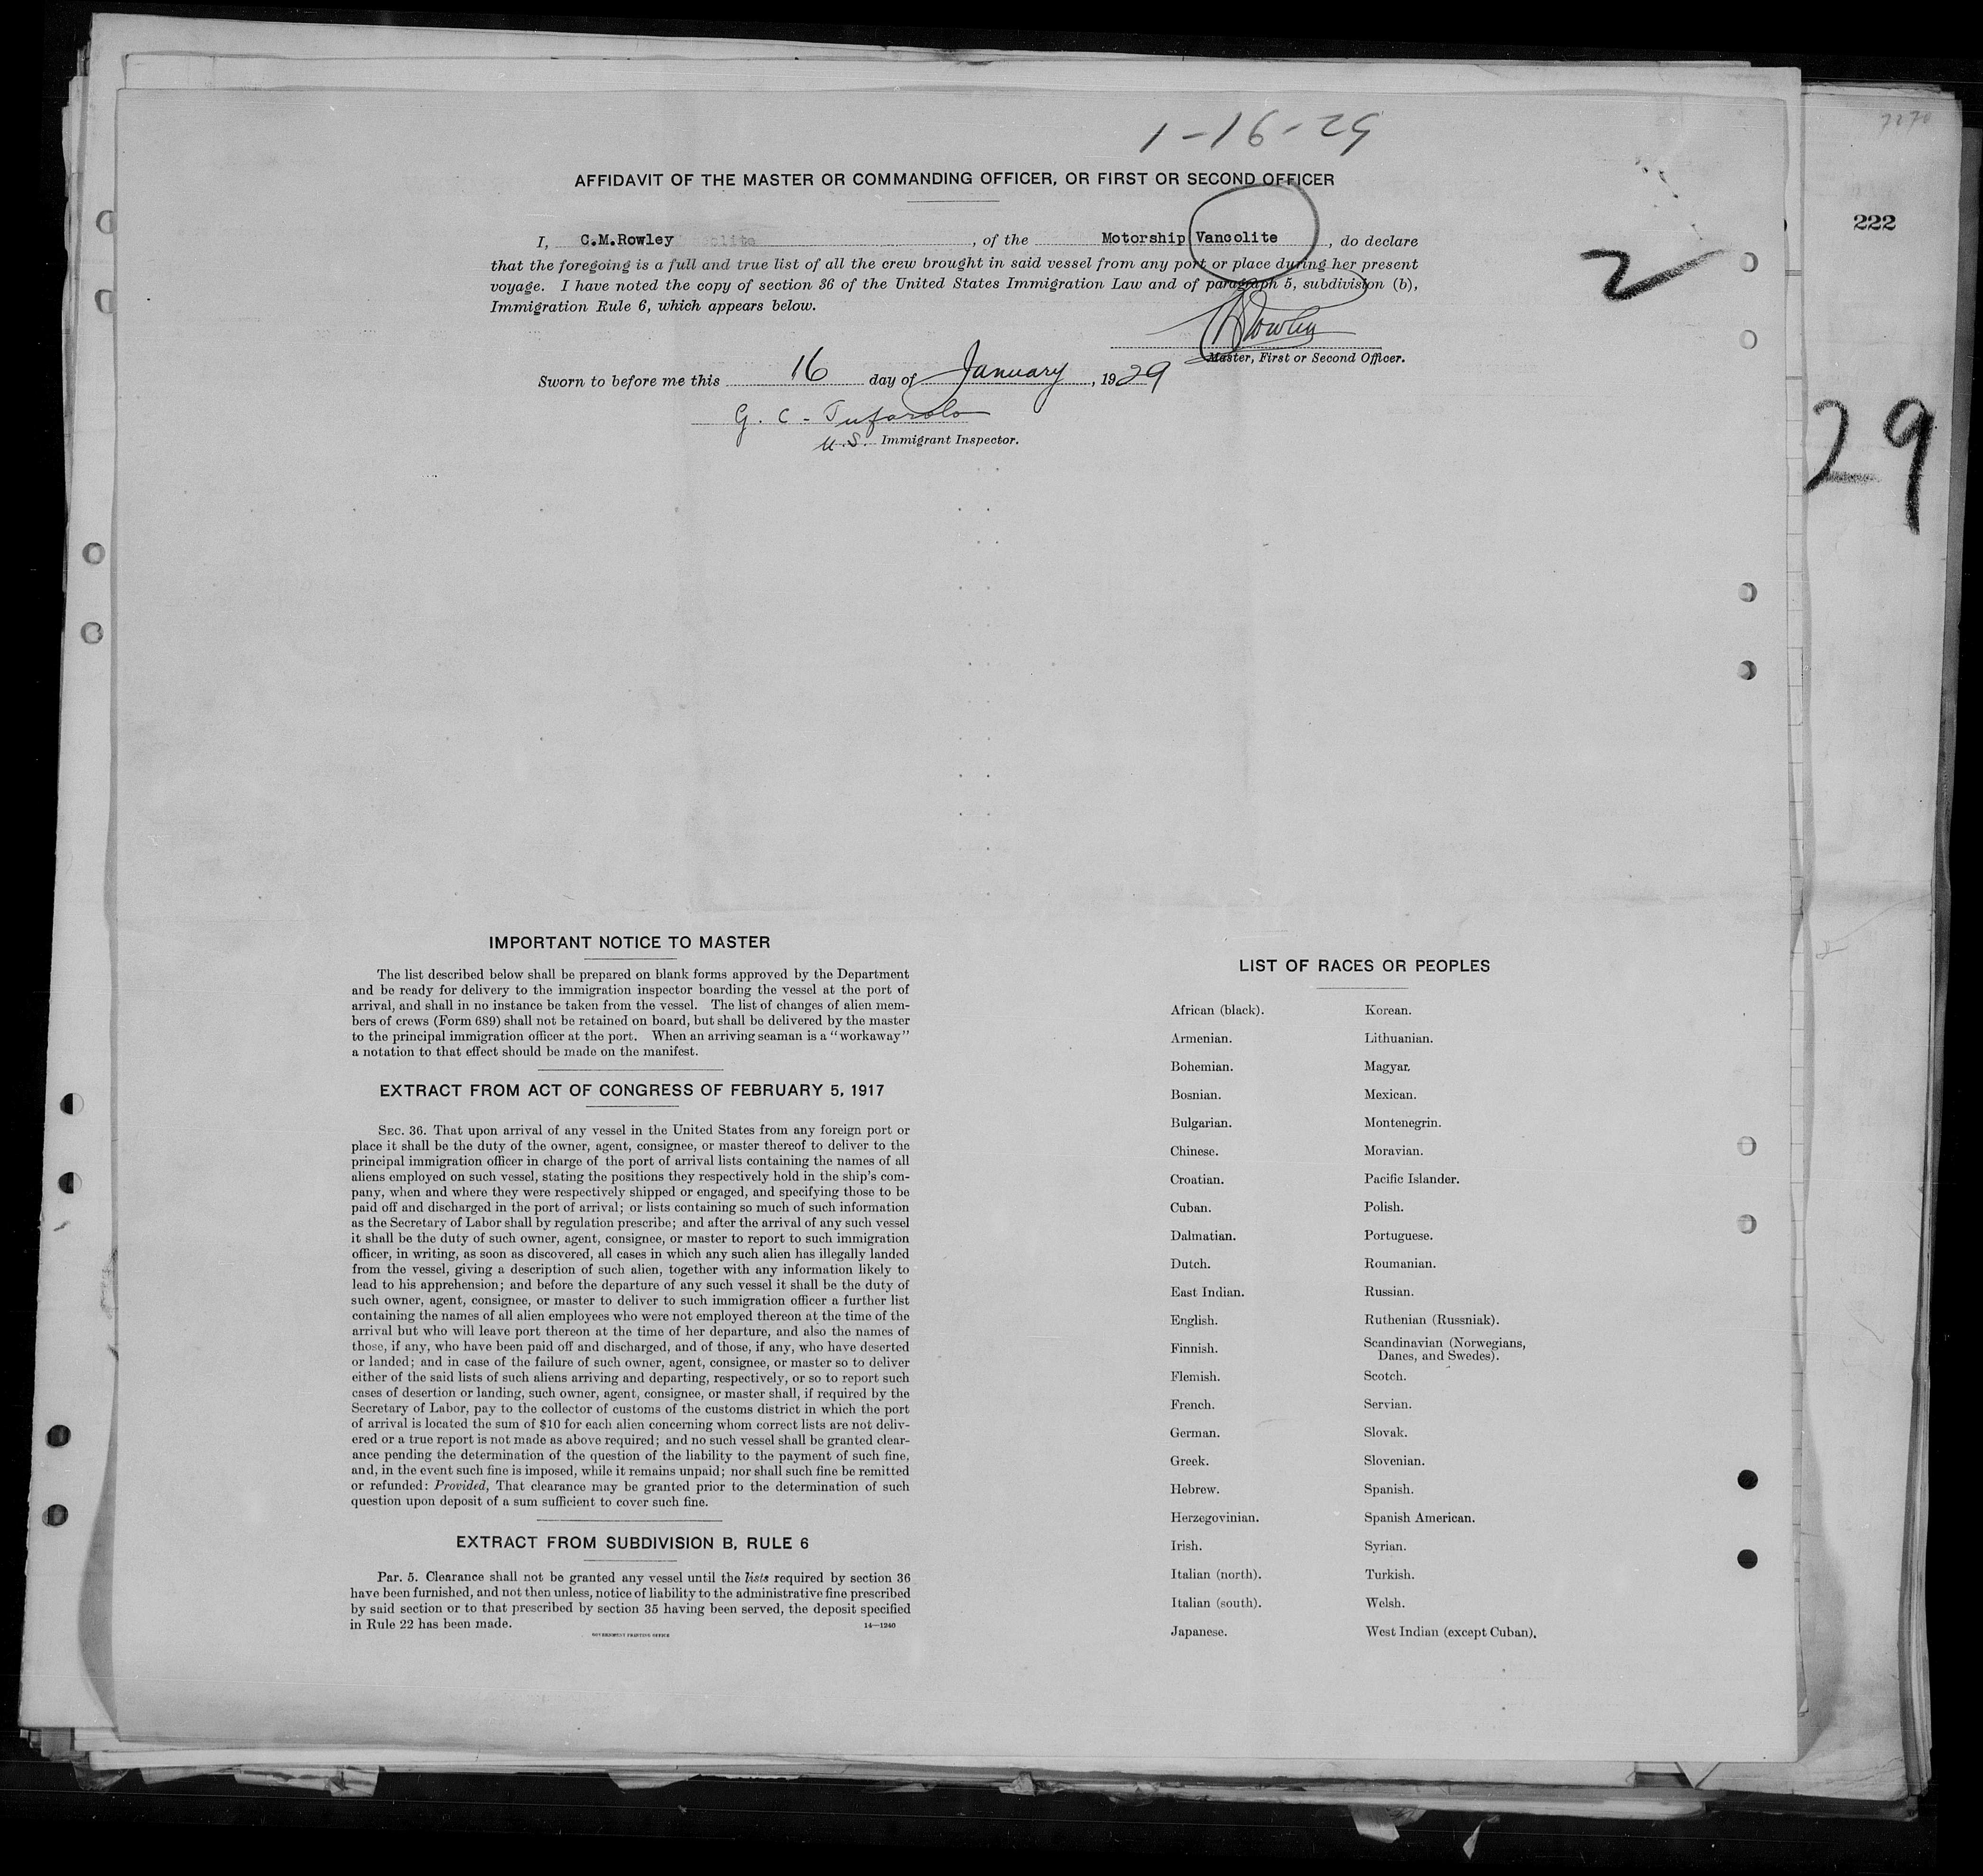 1-16-29
7270
222
2
29
AFFIDAVIT OF THE MASTER OR COMMANDING OFFICER, OR FIRST OR SECOND OFFICER
I, C.M.Rowley, of the Motorship Vancolite, do declare
that the foregoing is a full and true list of all the crew brought in said vessel from any port or place during her present
voyage. I have noted the copy of section 36 of the United States Immigration Law and of paragraph 5, subdivision (b),
Immigration Rule 6, which appears below.
Rowley
Master, First or Second Officer.
Sworn to before me this 16 day of January, 1929
G. C. Tufarolo
U.S. Immigrant Inspector.
IMPORTANT NOTICE TO MASTER
The list described below shall be prepared on blank forms approved by the Department
and be ready for delivery to the immigration inspector boarding the vessel at the port of
arrival, and shall in no instance be taken from the vessel. The list of changes of alien mem-
bers of crews (Form 689) shall not be retained on board, but shall be delivered by the master
to the principal immigration officer at the port. When an arriving seaman is a "workaway"
a notation to that effect should be made on the manifest.
EXTRACT FROM ACT OF CONGRESS OF FEBRUARY 5, 1917
SEC. 36. That upon arrival of any vessel in the United States from any foreign port or
place it shall be the duty of the owner, agent, consignee, or master thereof to deliver to the
principal immigration officer in charge of the port of arrival lists containing the names of all
aliens employed on such vessel, stating the positions they respectively hold in the ship's com-
pany, when and where they were respectively shipped or engaged, and specifying those to be
paid off and discharged in the port of arrival; or lists containing so much of such information
as the Secretary of Labor shall by regulation prescribe; and after the arrival of any such vessel
it shall be the duty of such owner, agent, consignee, or master to report to such immigration
officer, in writing, as soon as discovered, all cases in which any such alien has illegally landed
from the vessel, giving a description of such alien, together with any information likely to
lead to his apprehension; and before the departure of any such vessel it shall be the duty of
such owner, agent, consignee, or master to deliver to such immigration officer a further list
containing the names of all alien employees who were not employed thereon at the time of the
arrival but who will leave port thereon at the time of her departure, and also the names of
those, if any, who have been paid off and discharged, and of those, if any, who have deserted
or landed; and in case of the failure of such owner, agent, consignee, or master so to deliver
either of the said lists of such aliens arriving and departing, respectively, or so to report such
cases of desertion or landing, such owner, agent, consignee, or master shall, if required by the
Secretary of Labor, pay to the collector of customs of the customs district in which the port
of arrival is located the sum of $10 for each alien concerning whom correct lists are not deliv-
ered or a true report is not made as above required; and no such vessel shall be granted clear-
ance pending the determination of the question of the liability to the payment of such fine,
and, in the event such fine is imposed, while it remains unpaid; nor shall such fine be remitted
or refunded: Provided, That clearance may be granted prior to the determination of such
question upon deposit of a sum sufficient to cover such fine.
EXTRACT FROM SUBDIVISION B, RULE 6
Par. 5. Clearance shall not be granted any vessel until the lists required by section 36
have been furnished, and not then unless, notice of liability to the administrative fine prescribed
by said section or to that prescribed by section 35 having been served, the deposit specified
in Rule 22 has been made.
14—1240
GOVERNMENT PRINTING OFFICE
LIST OF RACES OR PEOPLES
African (black).
Armenian.
Bohemian.
Bosnian.
Bulgarian.
Chinese.
Croatian.
Cuban.
Dalmatian.
Dutch.
East Indian.
English.
Finnish.
Flemish.
French.
German.
Greek.
Hebrew.
Herzegovinian.
Irish.
Italian (north).
Italian (south).
Japanese.
Korean.
Lithuanian.
Magyar.
Mexican.
Montenegrin.
Moravian.
Pacific Islander.
Polish.
Portuguese.
Roumanian.
Russian.
Ruthenian (Russniak).
Scandinavian (Norwegians,
Danes, and Swedes).
Scotch.
Servian.
Slovak.
Slovenian.
Spanish.
Spanish American.
Syrian.
Turkish.
Welsh.
West Indian (except Cuban).